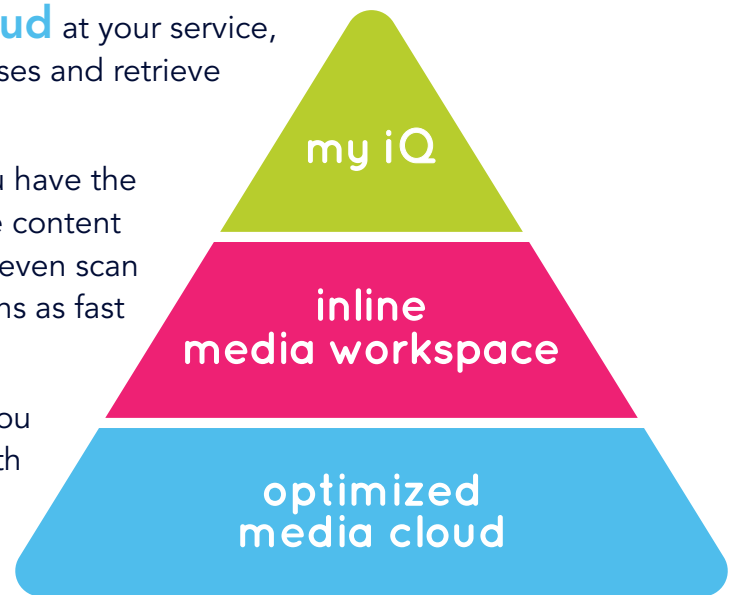 ud at your service,
ses and retrieve
u have the
e content
even scan
ns as fast
ou
th
my iQ
inline
media workspace
optimized
media cloud